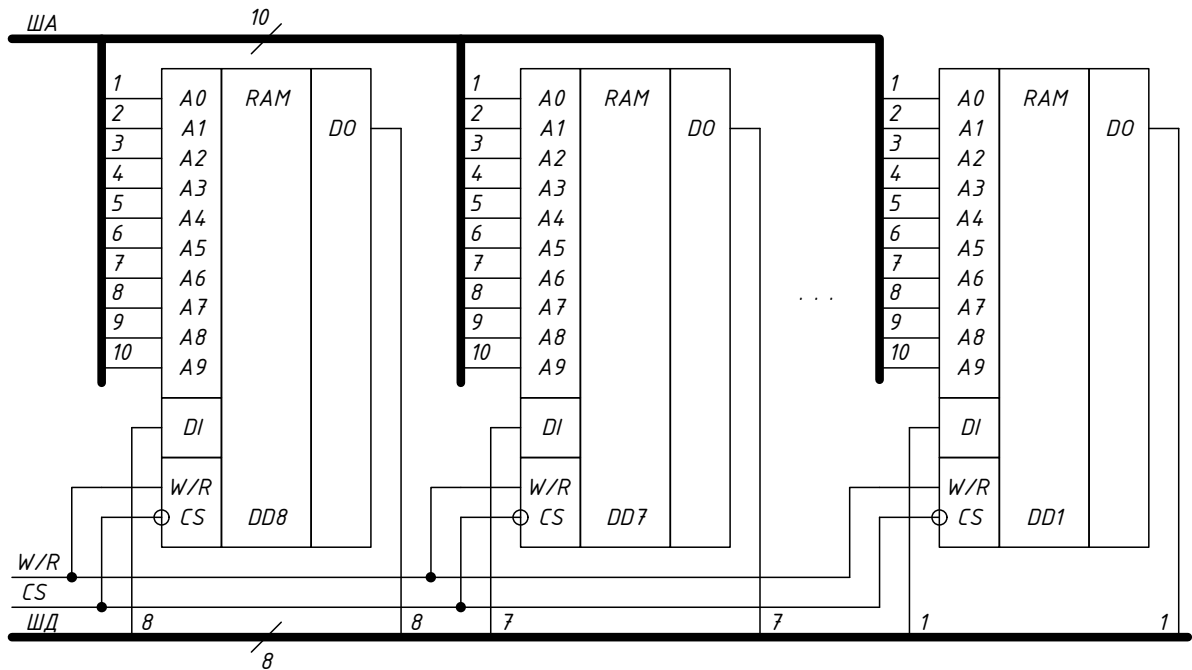 ША 10
1 1 1
A0 RAM A0 RAM A0 RAM
2 2 2
A1 DO A1 DO A1 DO
3 3 3
A2 A2 A2
4 4 4
A3 A3 A3
5 5 5
A4 A4 A4
6 6 6
A5 A5 A5
7 7 7
A6 A6 A6
8 8 8
A7 A7 . . . A7
9 9 9
A8 A8 A8
10 10 10
A9 A9 A9
DI DI DI
W/R W/R W/R
CS DD8 CS DD7 CS DD1
W/R
CS
ШД 8 8 7 7 1 1
8